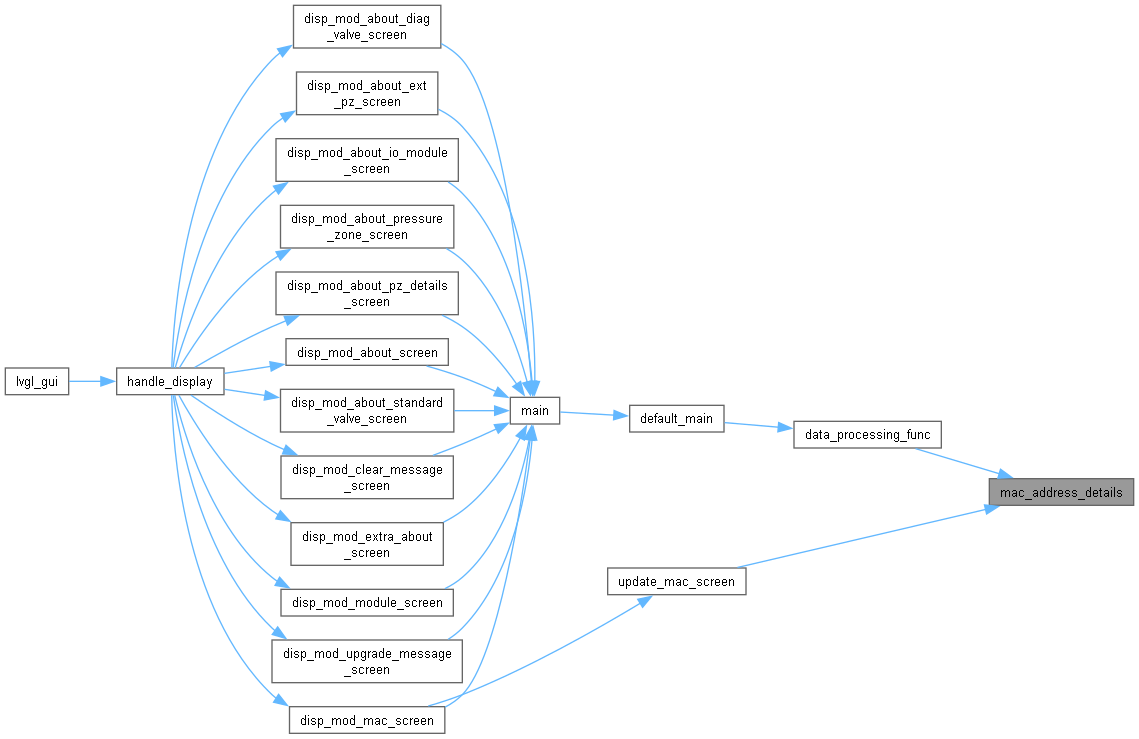 disp_mod_about_diag
_valve_screen
disp_mod_about_ext
_pz_screen
disp_mod_about_io_module
_screen
disp_mod_about_pressure
_zone_screen
disp_mod_about_pz_details
_screen
disp_mod_about_screen
lvgl_gui
handle_display
disp_mod_about_standard
_valve_screen
main
default_main
data_processing_func
disp_mod_clear_message
_screen
mac_address_details
disp_mod_extra_about
_screen
update_mac_screen
disp_mod_module_screen
disp_mod_upgrade_message
_screen
disp_mod_mac_screen